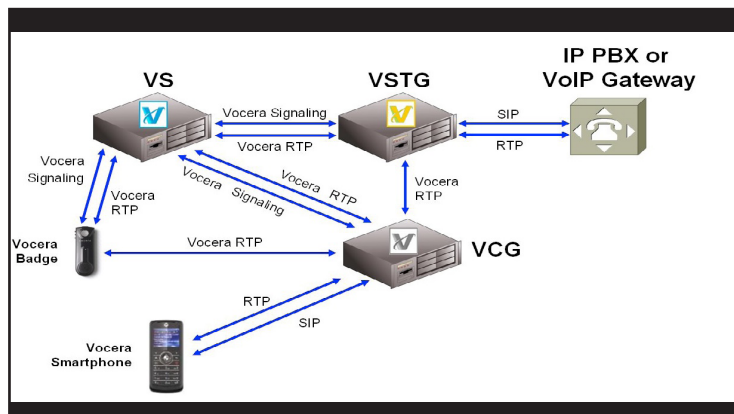 IP PBX or
VoIP Gateway
VS
VSTG
Vocera Signaling
SIP
Vocera RTP
RTP
Vocera
Signaling
Vocera
RTP
Vocera RTP
Vocera Signaling
Vocera
RTP
Vocera
Badge
Vocera RTP
VCG
RTP
SIP
Vocera
Smartphone